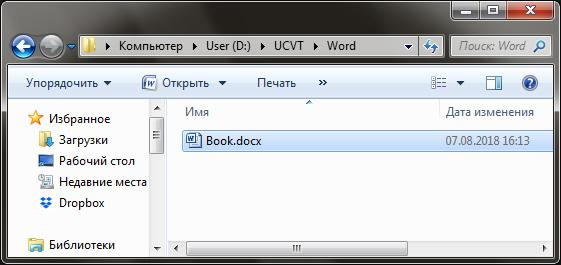 Компьютер User (D:) UCVT Word Поиск: Word
Упорядочить Открыть Печать »
Имя Дата изменения
Избранное
Загрузки
Рабочий стол
Недавние места
Dropbox
Библиотеки
Book.docx 07.08.2018 16:13